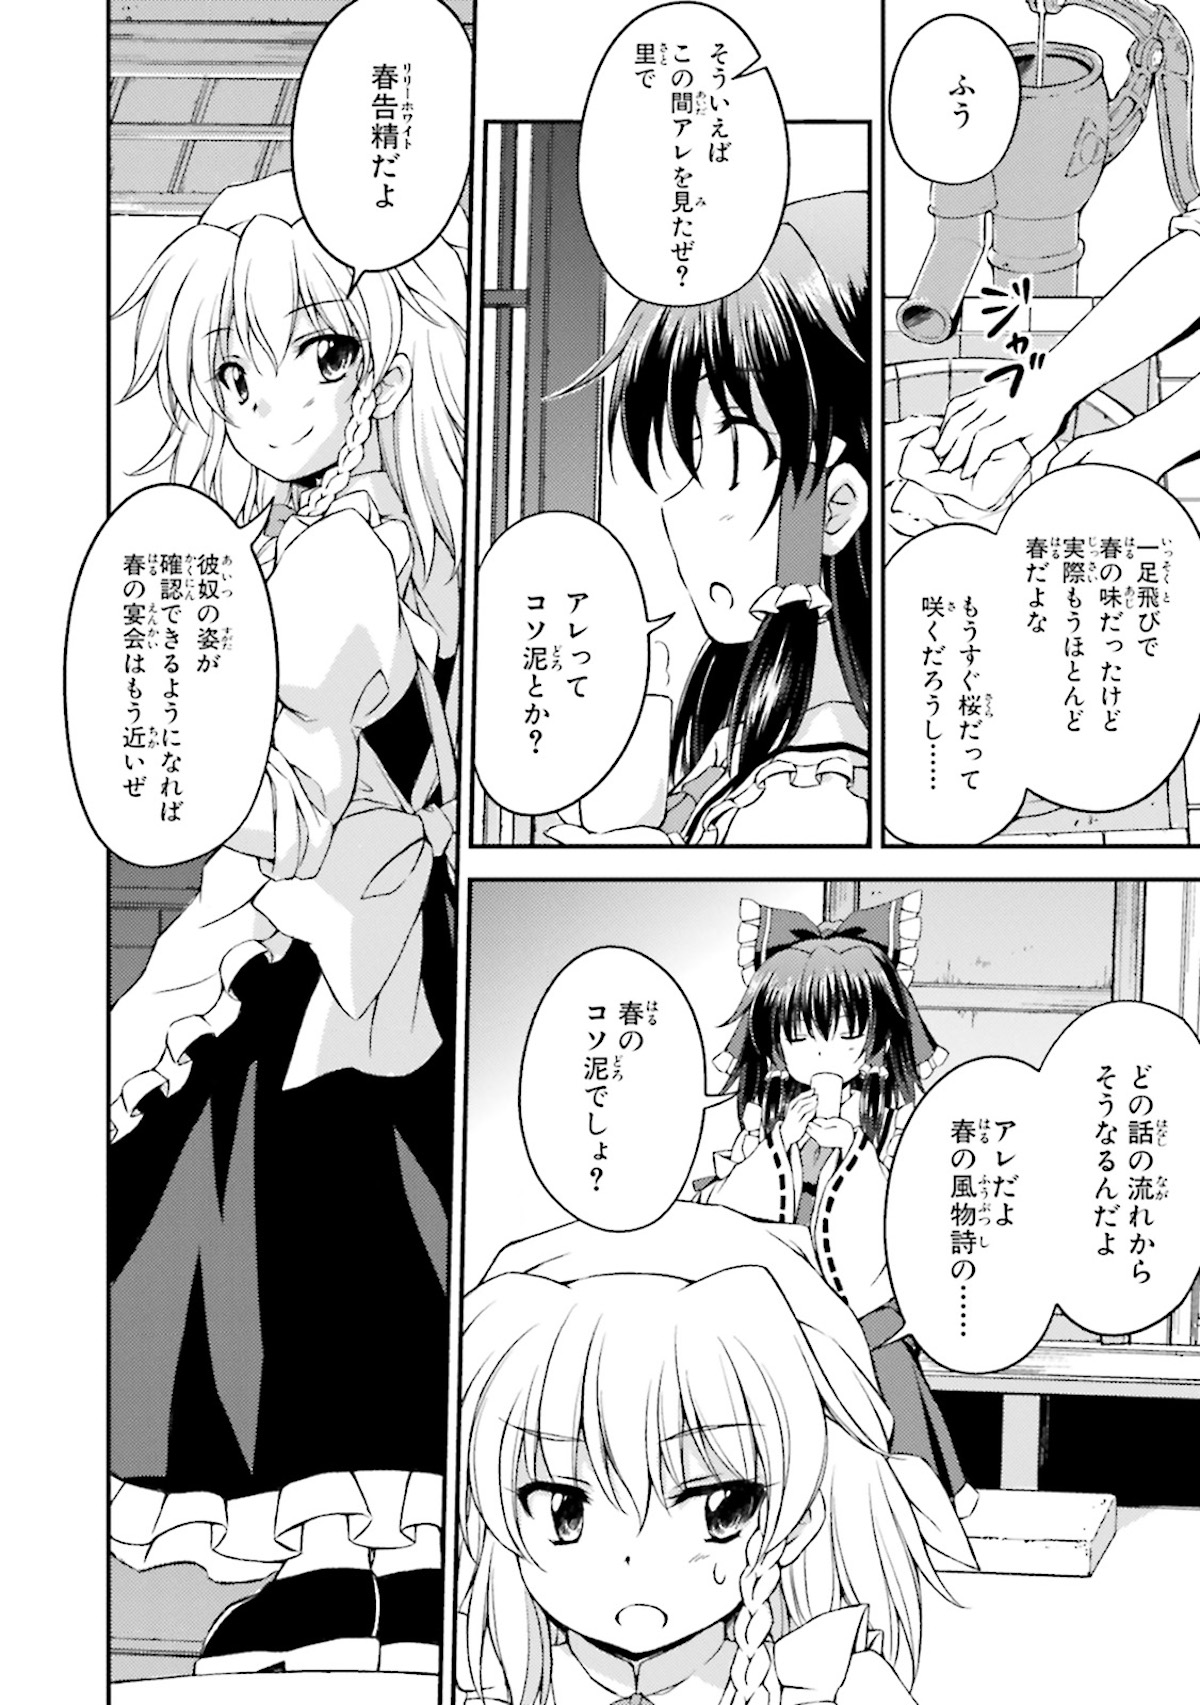 ふう
ジャブ
一足飛びで
春の味だったけど
実際もうほとんど
春だよな
もうすぐ桜だって
咲くだろうし……
そういえば
この間アレを見たぜ?
里で
アレって
コソ泥とか?
どの話の流れから
そうなるんだよ
アレだよ
春の風物詩の……
春の
コソ泥でしょ?
春告精だよ
リリーホワイト
彼奴の姿が
確認できるようになれば
春の宴会はもう近いぜ